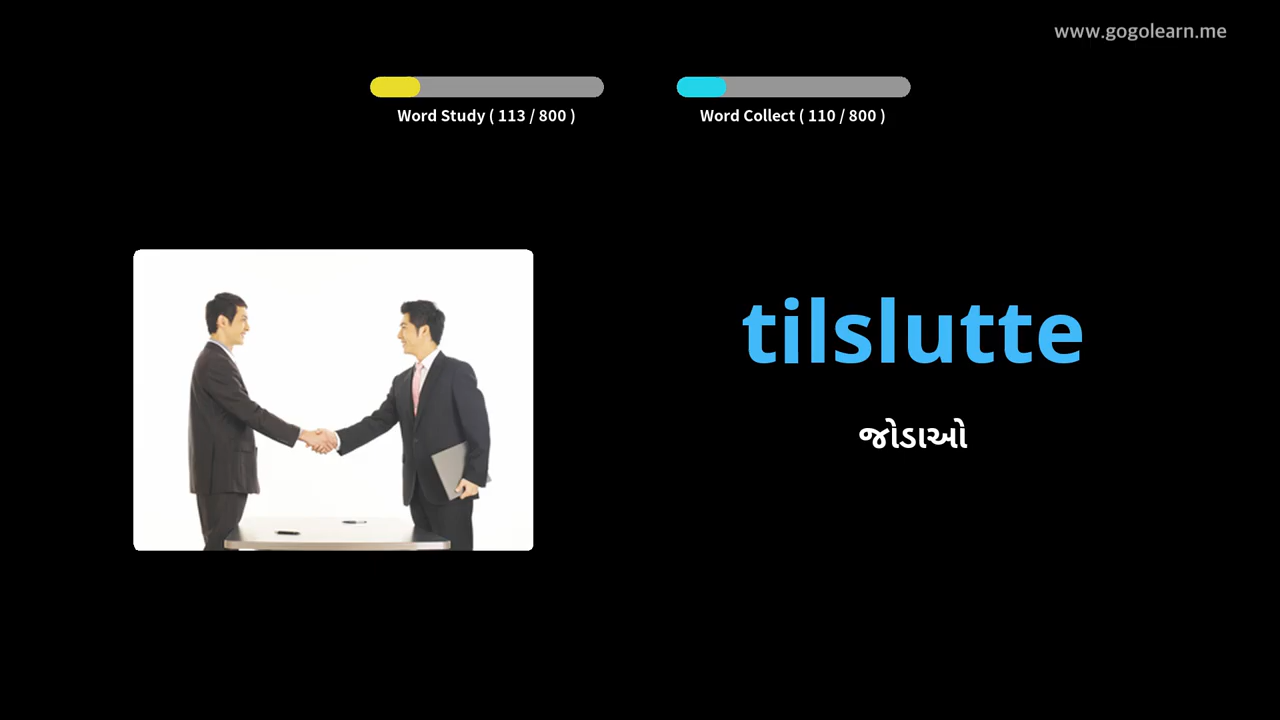 www.gogolearn.me
Word Study ( 113 / 800 )
Word Collect ( 110 / 800 )
tilslutte
જોડાઓ